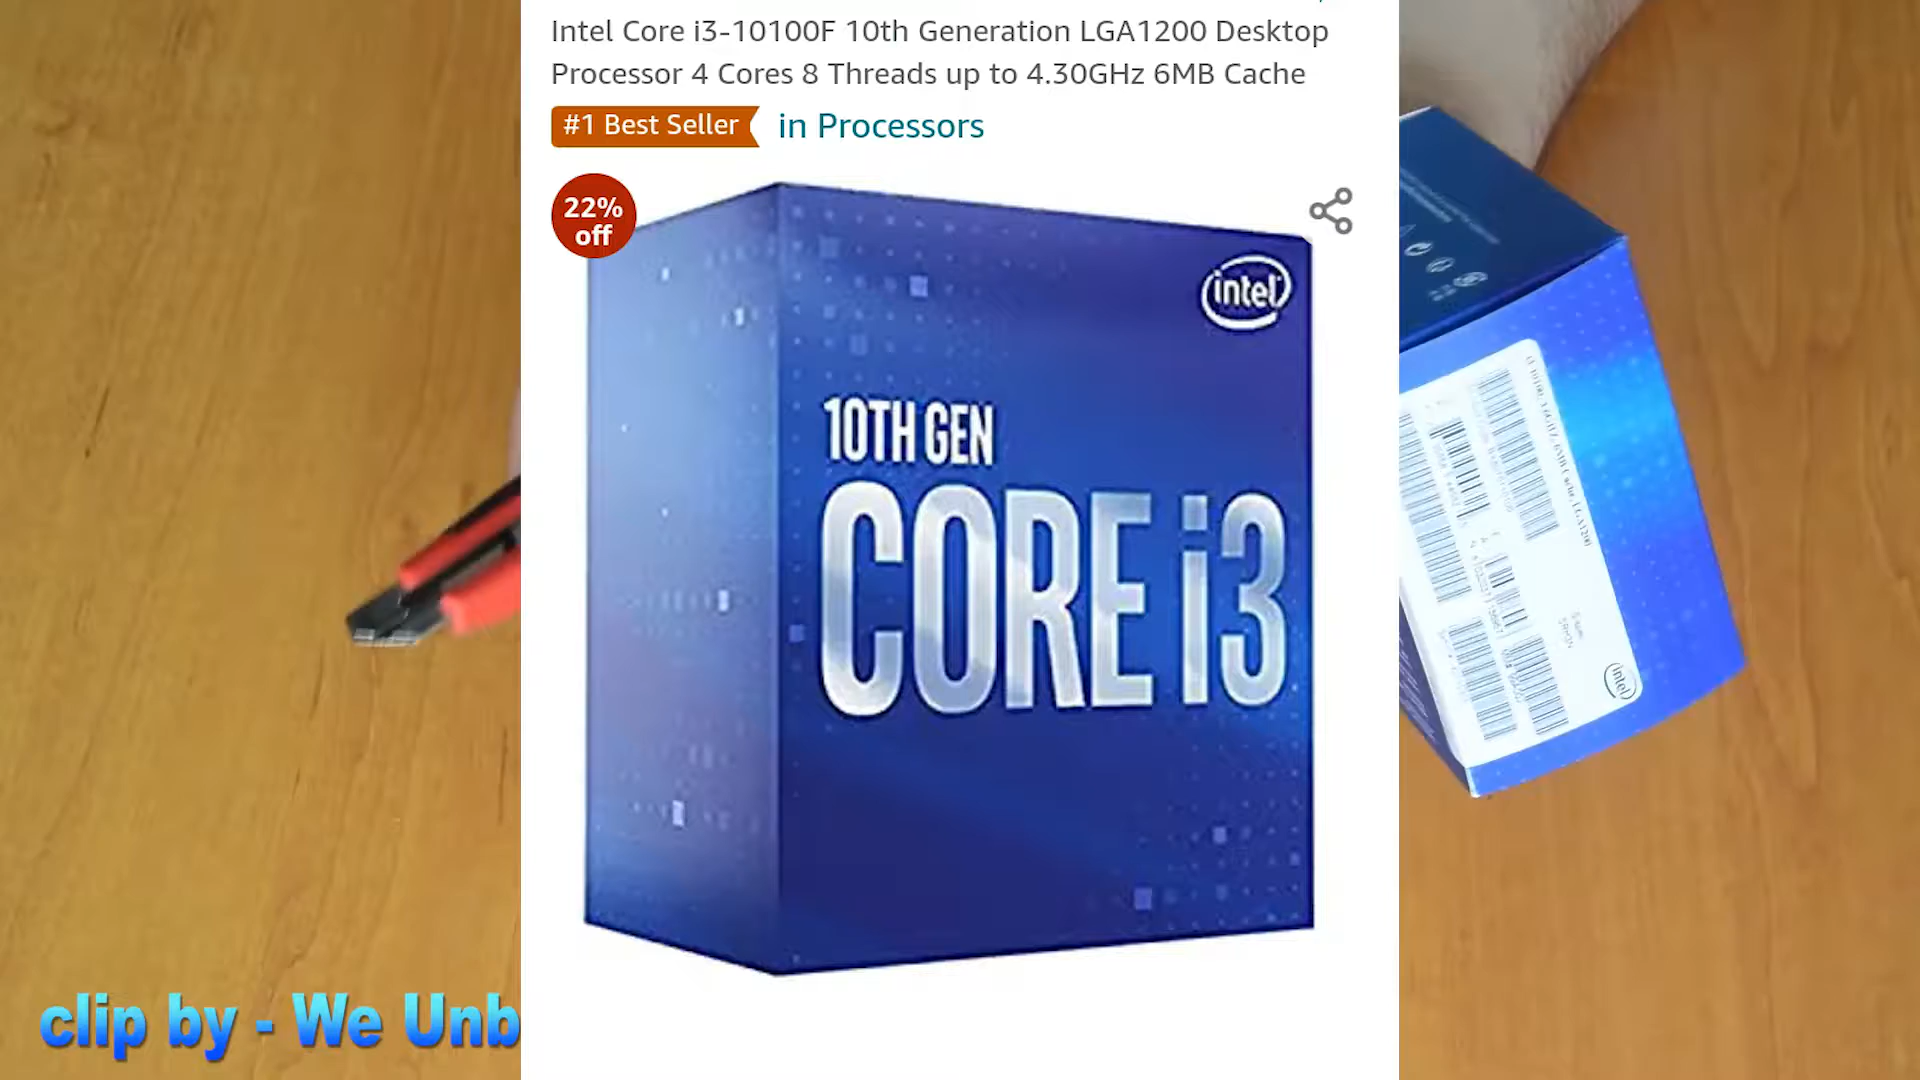 Intel Core i3-10100F 10th Generation LGA1200 Desktop
Processor 4 Cores 8 Threads up to 4.30GHz 6MB Cache
#1 Best Seller in Processors
22%
off
intel
10TH GEN
CORE i3
intel
clip by - We Unb